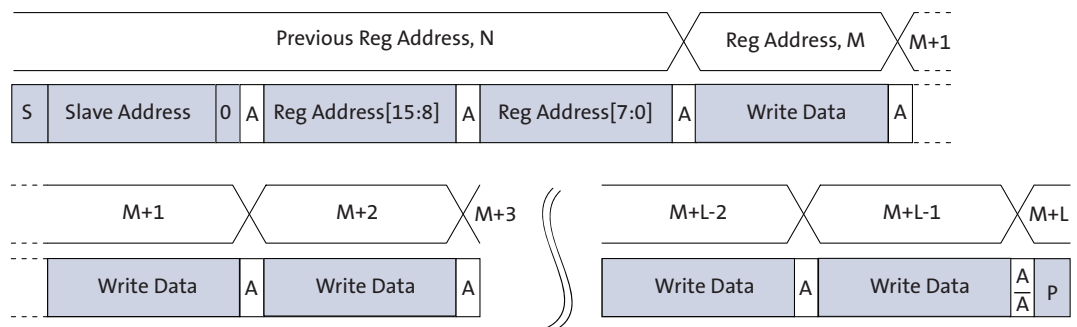 Previous Reg Address, N Reg Address, M M+1
S Slave Address 0 A Reg Address[15:8] A Reg Address[7:0] A Write Data A
M+1 M+2 M+3 M+L-2 M+L-1 M+L
Write Data A Write Data A Write Data A Write Data A A̅ P